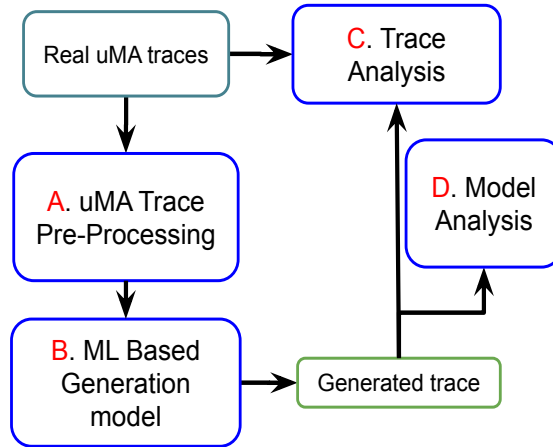 Real uMA traces
C. Trace
Analysis
A. uMA Trace
Pre-Processing
D. Model
Analysis
B. ML Based
Generation
model
Generated trace